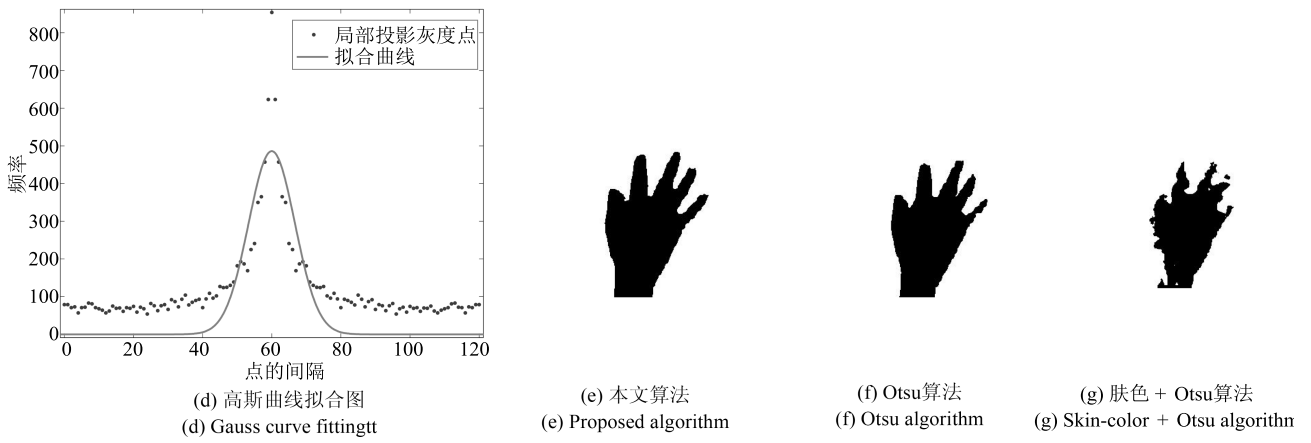 800
700
600
500
400
300
200
100
0
频率
局部投影灰度点
拟合曲线
0 20 40 60 80 100 120
点的间隔
(d) 高斯曲线拟合图
(d) Gauss curve fittingtt
(e) 本文算法
(e) Proposed algorithm
(f) Otsu算法
(f) Otsu algorithm
(g) 肤色 + Otsu算法
(g) Skin-color + Otsu algorithm